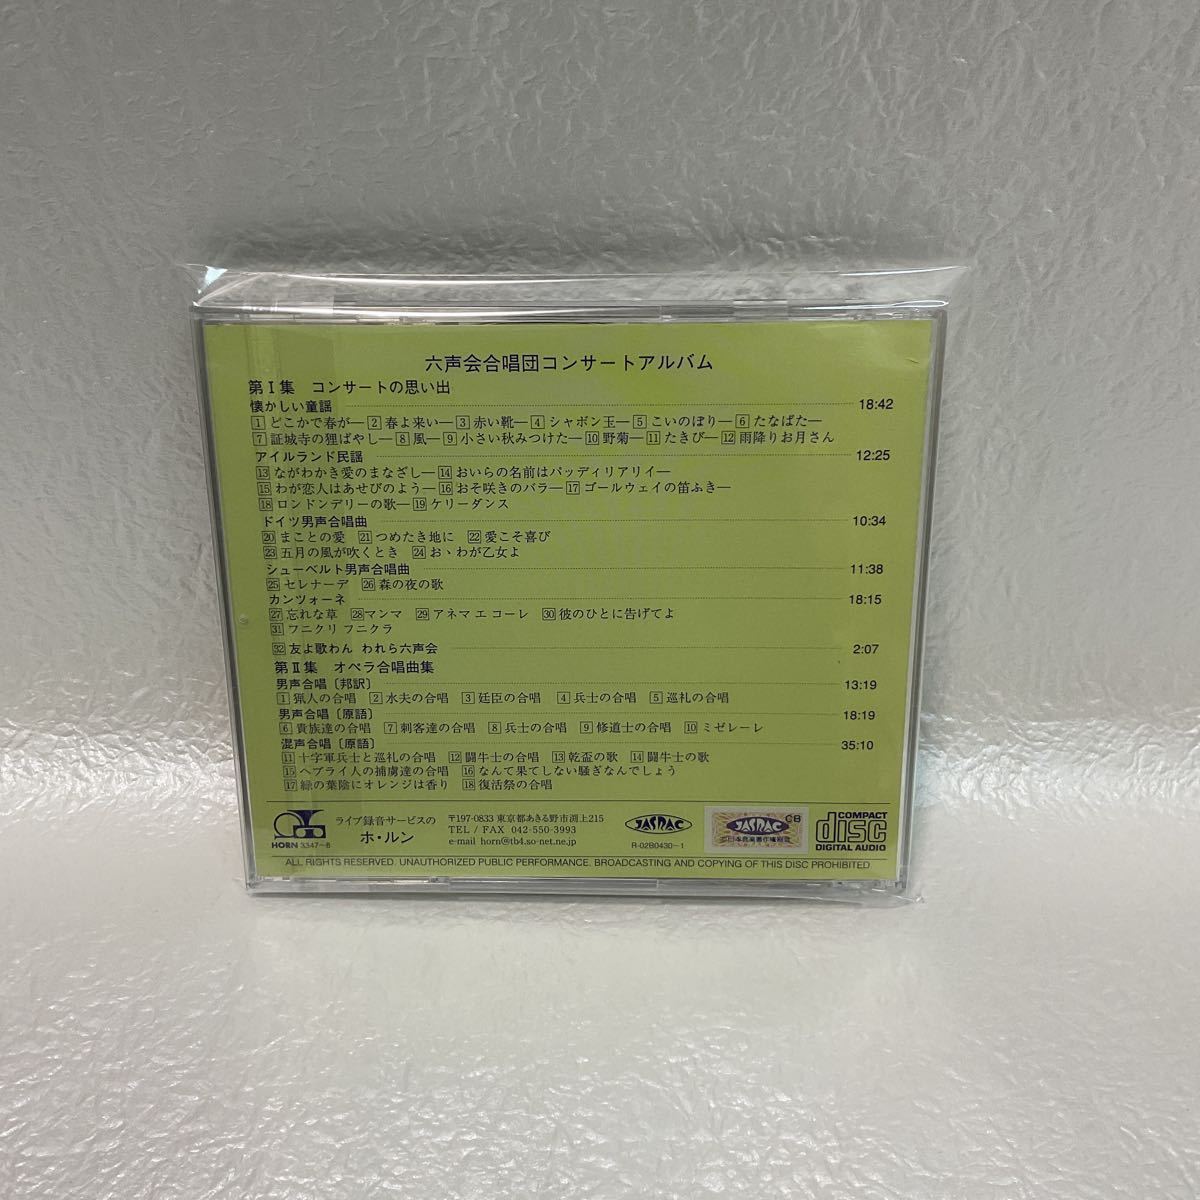 六声会合唱団コンサートアルバム
第Ⅰ集 コンサートの思い出
懐かしい童謡 18:42
1 どこかで春が― 2 春よ来い― 3 赤い靴― 4 シャボン玉― 5 こいのぼり― 6 たなばた―
7 証城寺の狸ばやし― 8 風― 9 小さい秋みつけた― 10 野菊― 11 たきび― 12 雨降りお月さん
アイルランド民謡 12:25
13 ながわかき愛のまなざし― 14 おいらの名前はパッディリアリイ―
15 わが恋人はあせびのよう― 16 おそ咲きのバラ― 17 ゴールウェイの笛ふき―
18 ロンドンデリーの歌― 19 ケリーダンス
ドイツ男声合唱曲 10:34
20 まことの愛 21 つめたき地に 22 愛こそ喜び
23 五月の風が吹くとき 24 おゝわが乙女よ
シューベルト男声合唱曲 11:38
25 セレナーデ 26 森の夜の歌
カンツォーネ 18:15
27 忘れな草 28 マンマ 29 アネマ エ コーレ 30 彼のひとに告げてよ
31 フニクリ フニクラ
32 友よ歌わん われら六声会 2:07
第Ⅱ集 オペラ合唱曲集
男声合唱〔邦訳〕 13:19
1 猟人の合唱 2 水夫の合唱 3 廷臣の合唱 4 兵士の合唱 5 巡礼の合唱
男声合唱〔原語〕 18:19
6 貴族達の合唱 7 刺客達の合唱 8 兵士の合唱 9 修道士の合唱 10 ミゼレーレ
混声合唱〔原語〕 35:10
11 十字軍兵士と巡礼の合唱 12 闘牛士の合唱 13 乾盃の歌 14 闘牛士の歌
15 ヘブライ人の捕虜達の合唱 16 なんて果てしない騒ぎなんでしょう
17 緑の葉陰にオレンジは香り 18 復活祭の合唱
HORN 3347~8
ライブ録音サービスの
ホ・ルン
〒197-0833 東京都あきる野市渕上215
TEL / FAX 042-550-3993
e-mail horn@tb4.so-net.ne.jp
JASRAC
R-02B0430-1
JASRAC CB
COMPACT
disc
DIGITAL AUDIO
ALL RIGHTS RESERVED. UNAUTHORIZED PUBLIC PERFORMANCE. BROADCASTING AND COPYING OF THIS DISC PROHIBITED.